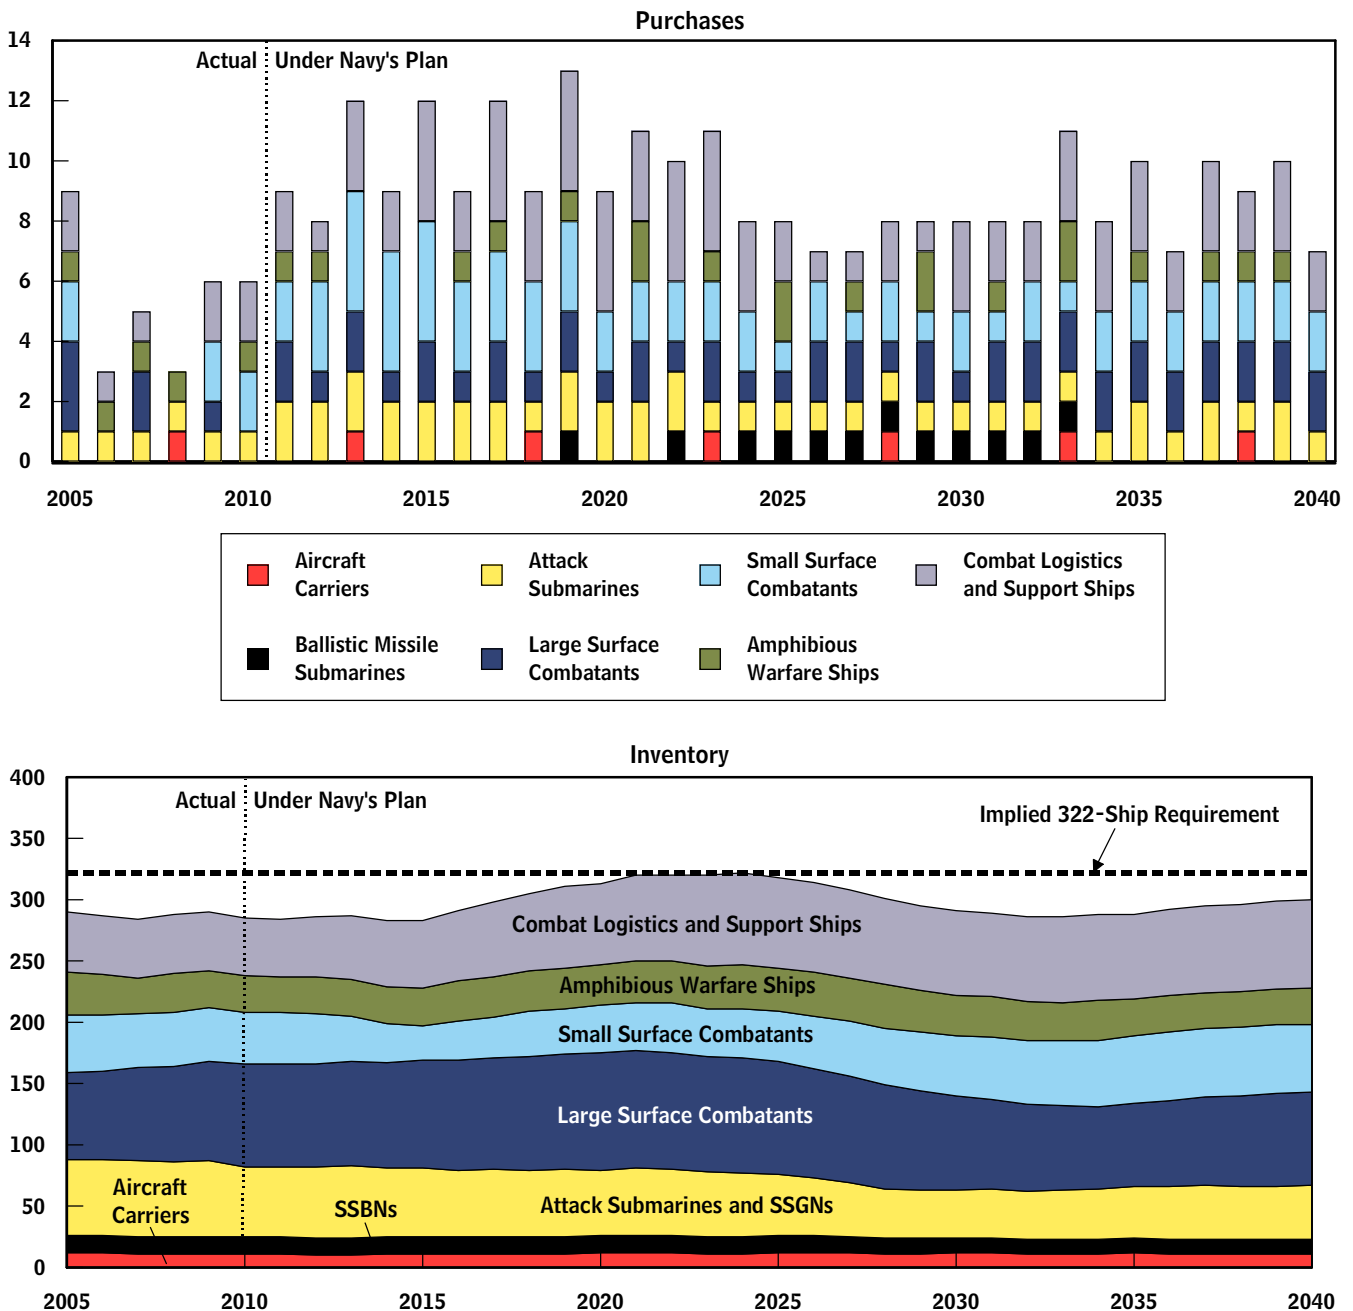 Purchases
14
Actual
Under Navy's Plan
12
10
8
6
4
2
0
2005
2010
2015
2020
2025
2030
2035
2040
Aircraft
Carriers
Attack
Submarines
Small Surface
Combatants
Combat Logistics
and Support Ships
Ballistic Missile
Submarines
Large Surface
Combatants
Amphibious
Warfare Ships
Inventory
400
Actual
Under Navy's Plan
Implied 322-Ship Requirement
350
300
Combat Logistics and Support Ships
250
Amphibious Warfare Ships
200
Small Surface Combatants
150
Large Surface Combatants
100
Aircraft
Carriers
SSBNs
Attack Submarines and SSGNs
50
0
2005
2010
2015
2020
2025
2030
2035
2040